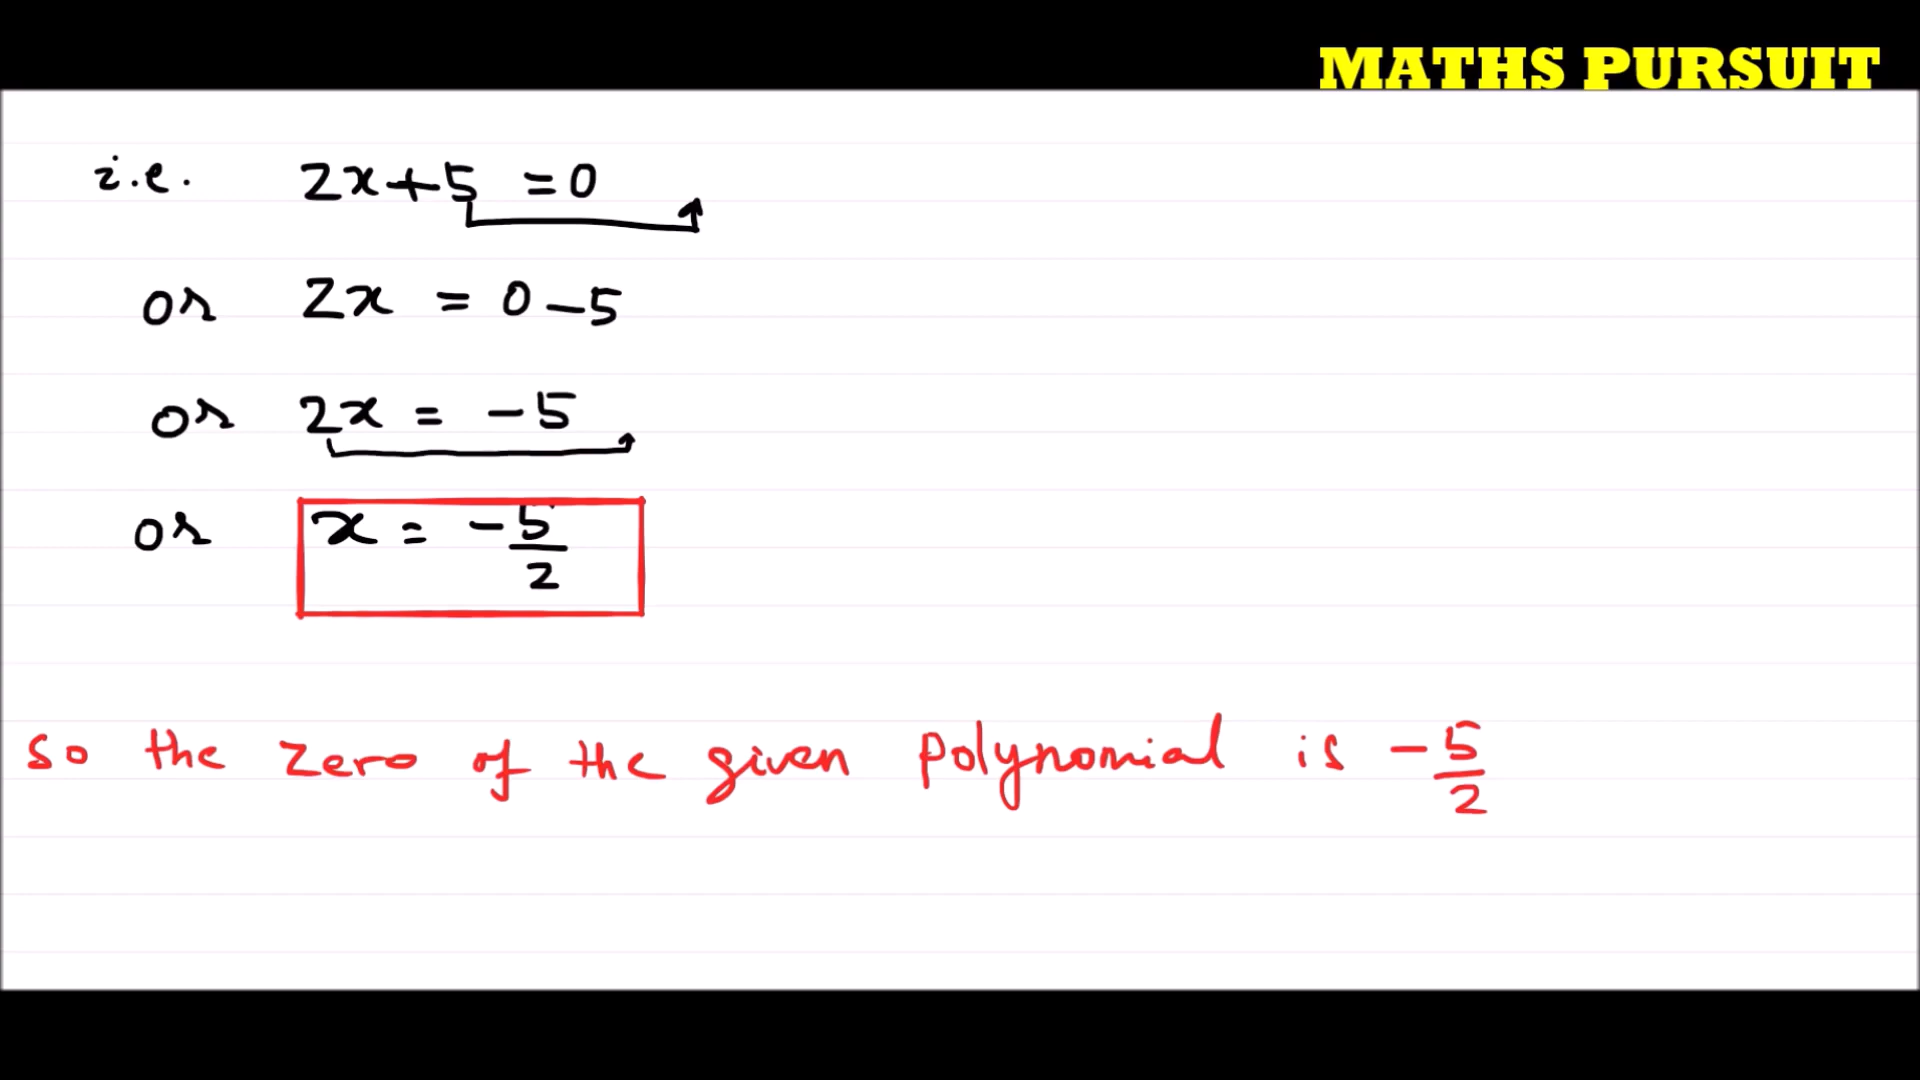 MATHS PURSUIT
i.e. 2x+5 =0
or 2x = 0-5
or 2x = -5
or x = -5/2
So the zero of the given polynomial is -5/2